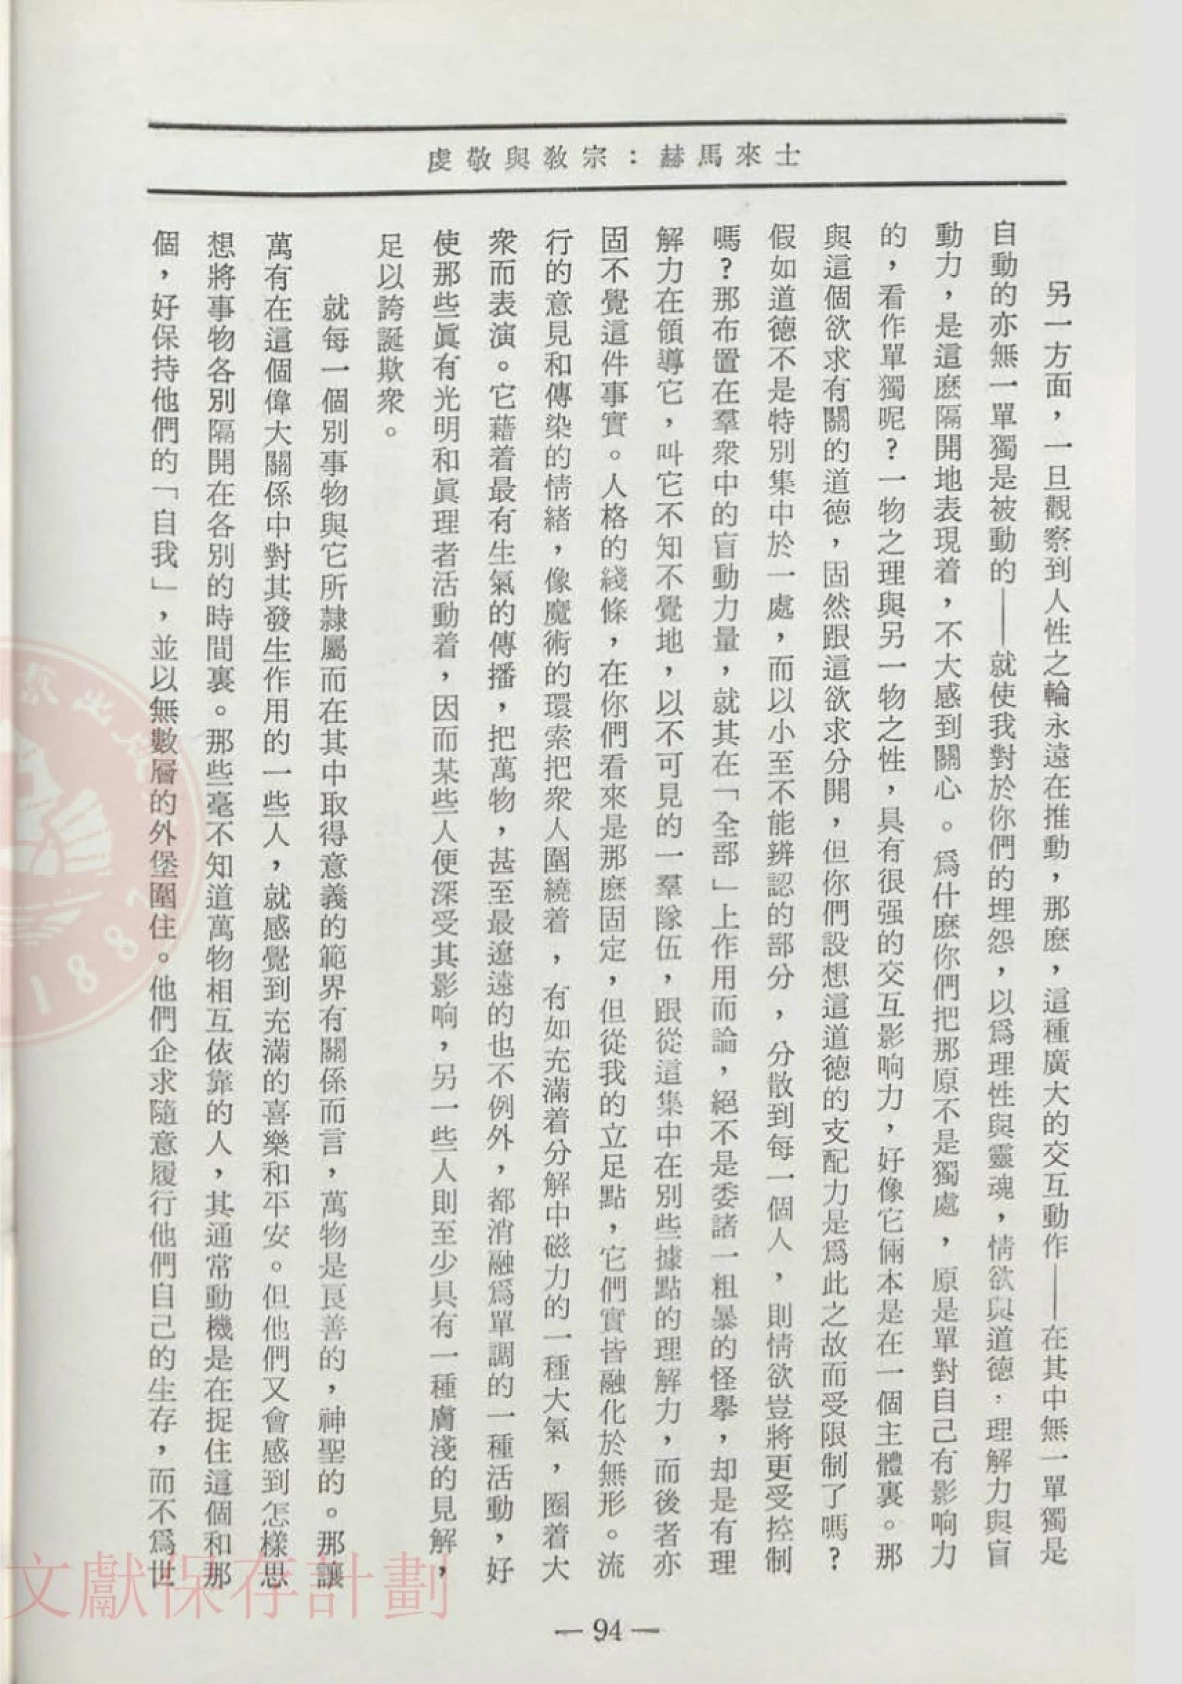 士來馬赫：宗教與敬虔
另一方面，一旦觀察到人性之輪永遠在推動，那麽，這種廣大的交互動作——在其中無一單獨是
自動的亦無一單獨是被動的——就使我對於你們的埋怨，以爲理性與靈魂，情欲與道德，理解力與盲
動力，是這麽隔開地表現着，不大感到關心。爲什麽你們把那原不是獨處，原是單對自己有影响力
的，看作單獨呢？一物之理與另一物之性，具有很强的交互影响力，好像它倆本是在一個主體裏。那
與這個欲求有關的道德，固然跟這欲求分開，但你們設想這道德的支配力是爲此之故而受限制了嗎？
假如道德不是特別集中於一處，而以小至不能辨認的部分，分散到每一個人，則情欲豈將更受控制
嗎？那布置在羣衆中的盲動力量，就其在「全部」上作用而論，絕不是委諸一粗暴的怪擧，却是有理
解力在領導它，叫它不知不覺地，以不可見的一羣隊伍，跟從這集中在別些據點的理解力，而後者亦
固不覺這件事實。人格的綫條，在你們看來是那麽固定，但從我的立足點，它們實皆融化於無形。流
行的意見和傳染的情緒，像魔術的環索把衆人圍繞着，有如充滿着分解中磁力的一種大氣，圈着大
衆而表演。它藉着最有生氣的傳播，把萬物，甚至最遼遠的也不例外，都消融爲單調的一種活動，好
使那些眞有光明和眞理者活動着，因而某些人便深受其影响，另一些人則至少具有一種膚淺的見解，
足以誇誕欺衆。
就每一個別事物與它所隸屬而在其中取得意義的範界有關係而言，萬物是良善的，神聖的。那讓
萬有在這個偉大關係中對其發生作用的一些人，就感覺到充滿的喜樂和平安。但他們又會感到怎樣思
想將事物各別隔開在各別的時間裏。那些毫不知道萬物相互依靠的人，其通常動機是在捉住這個和那
個，好保持他們的「自我」，並以無數層的外堡圍住。他們企求隨意履行他們自己的生存，而不爲世
—94—
文獻保存計劃
188